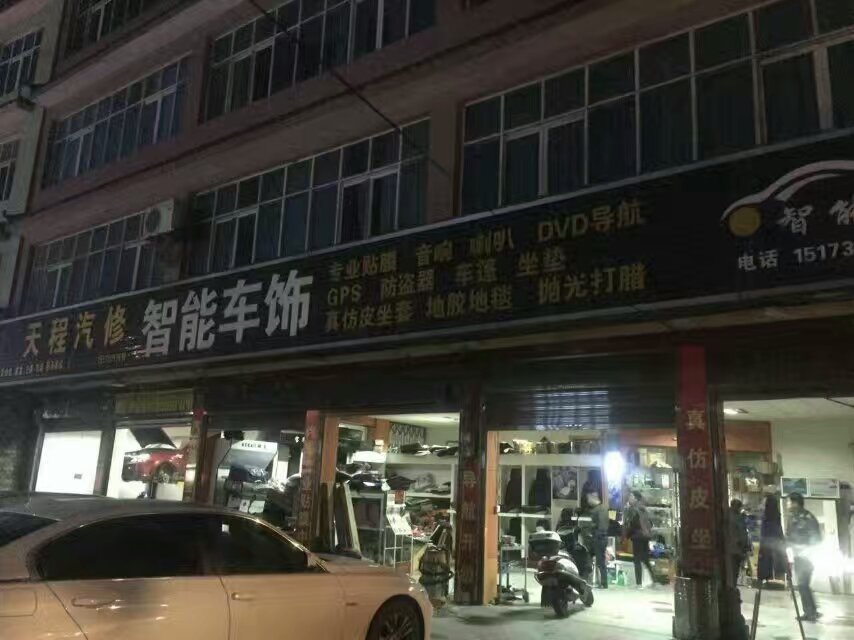 天程汽修
智能车饰
专业贴膜 音响 喇叭 DVD导航
GPS 防盗器 车莲 坐垫
真仿皮坐套 地胶地毯 抛光打腊
智能
电话 15173
真仿皮坐